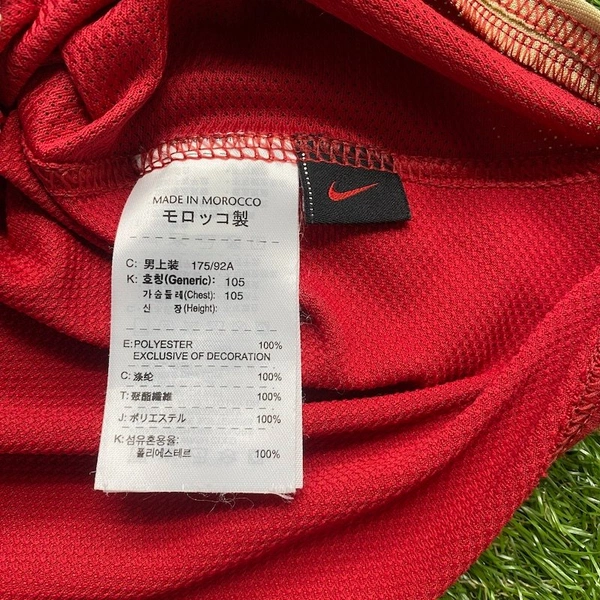 MADE IN MOROCCO
モロッコ製
C: 男上装 175/92A
K: 호칭(Generic): 105
가슴둘레(Chest): 105
신 장(Height):
E:POLYESTER 100%
EXCLUSIVE OF DECORATION
C:涤纶 100%
T:聚酯纖維 100%
J:ポリエステル 100%
K:섬유혼용율:
폴리에스테르 100%